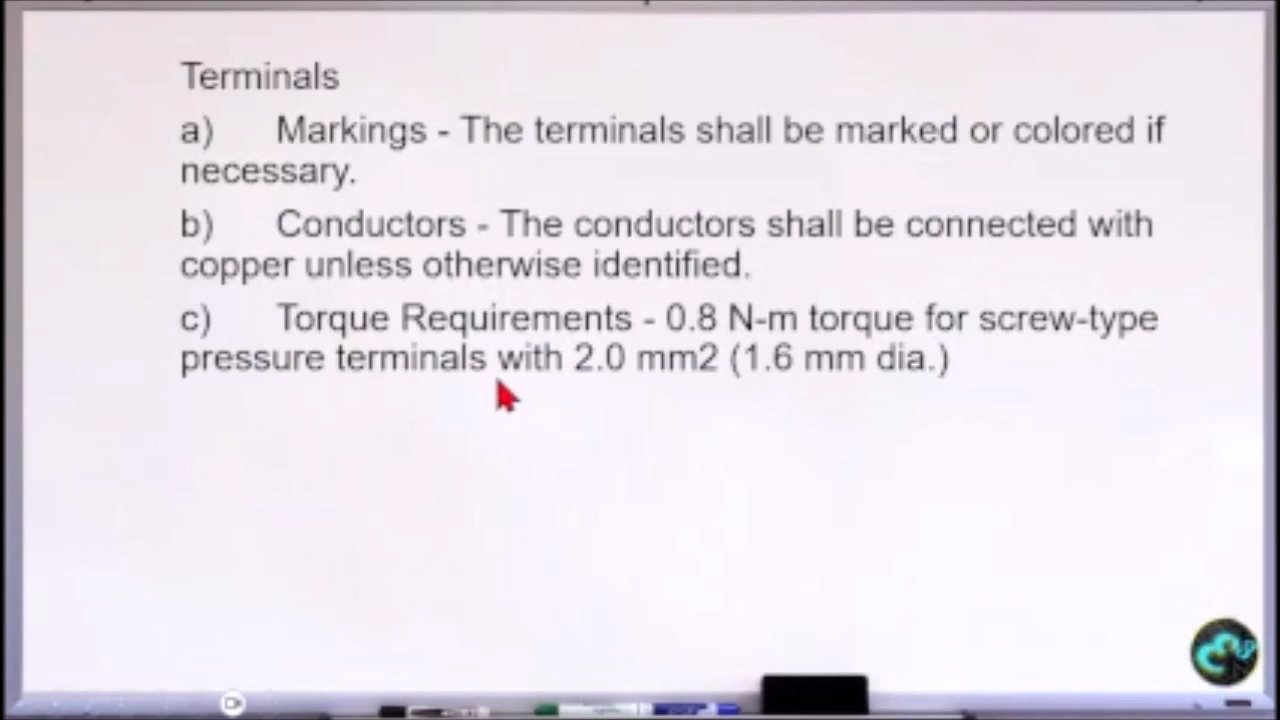 Terminals
a) Markings - The terminals shall be marked or colored if
necessary.
b) Conductors - The conductors shall be connected with
copper unless otherwise identified.
c) Torque Requirements - 0.8 N-m torque for screw-type
pressure terminals with 2.0 mm2 (1.6 mm dia.)